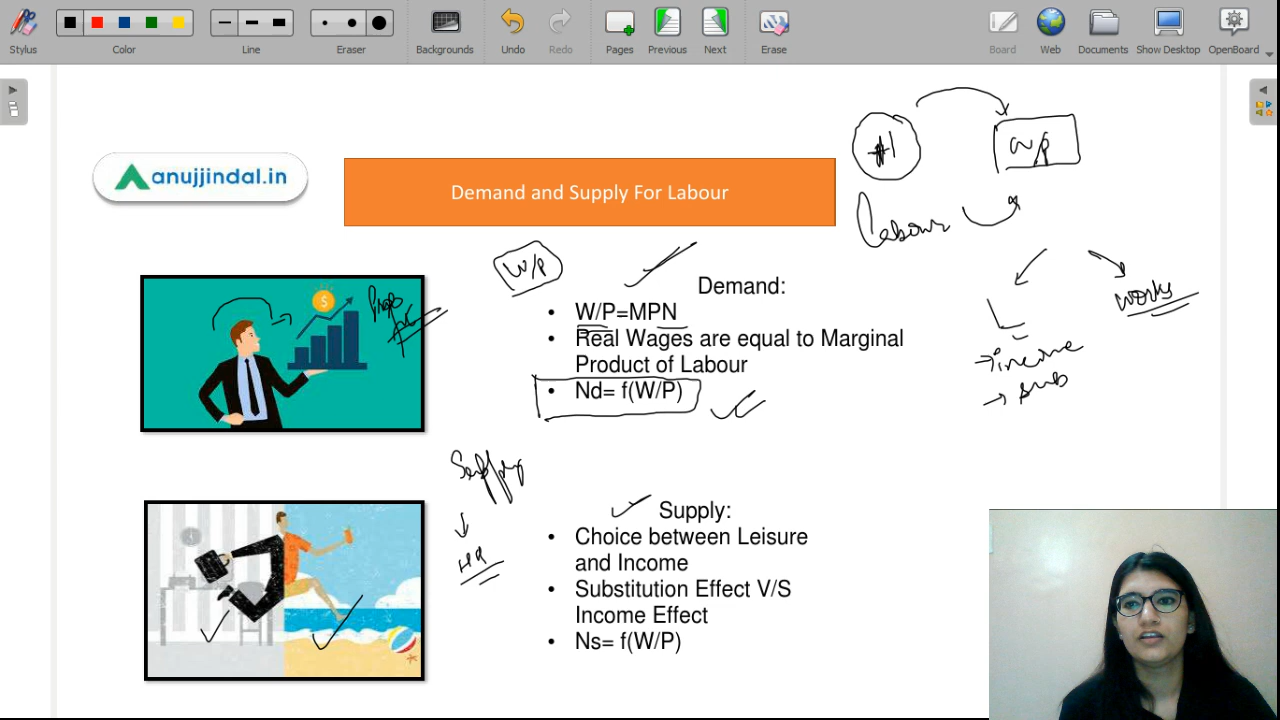 Stylus
Color
Line
Eraser
Backgrounds
Undo
Redo
Pages
Previous
Next
Erase
Board
Web
Documents
Show Desktop
OpenBoard
anujjindal.in
Demand and Supply For Labour
W/P
Labour
W/P
Demand:
• W/P=MPN
• Real Wages are equal to Marginal
Product of Labour
• Nd= f(W/P)
L
works
→ income
→ sub
Supply
↓
Supply:
• Choice between Leisure
and Income
• Substitution Effect V/S
Income Effect
• Ns= f(W/P)
$